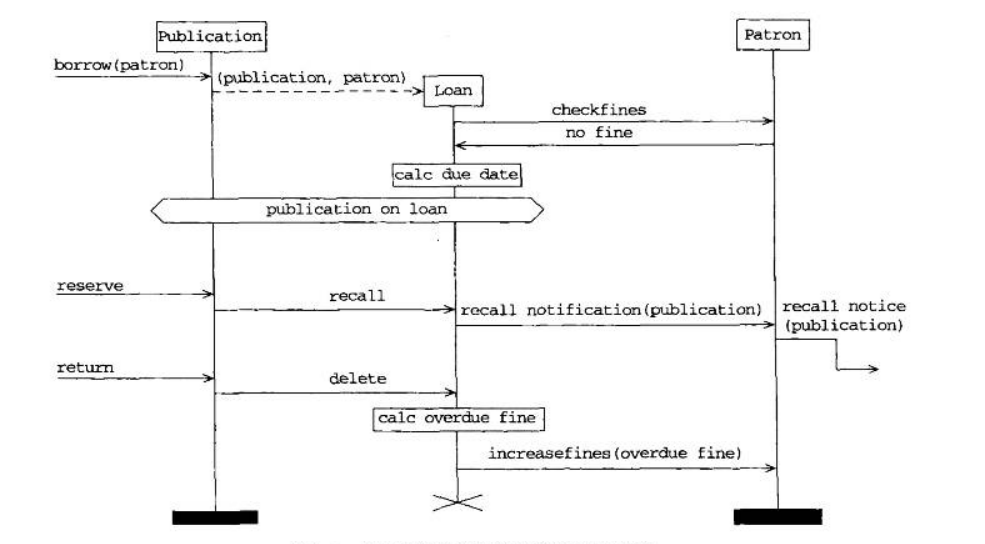 Publication
Patron
borrow(patron)
(publication, patron)
Loan
checkfines
no fine
calc due date
publication on loan
reserve
recall
recall notification(publication)
recall notice
(publication)
return
delete
calc overdue fine
increasefines(overdue fine)